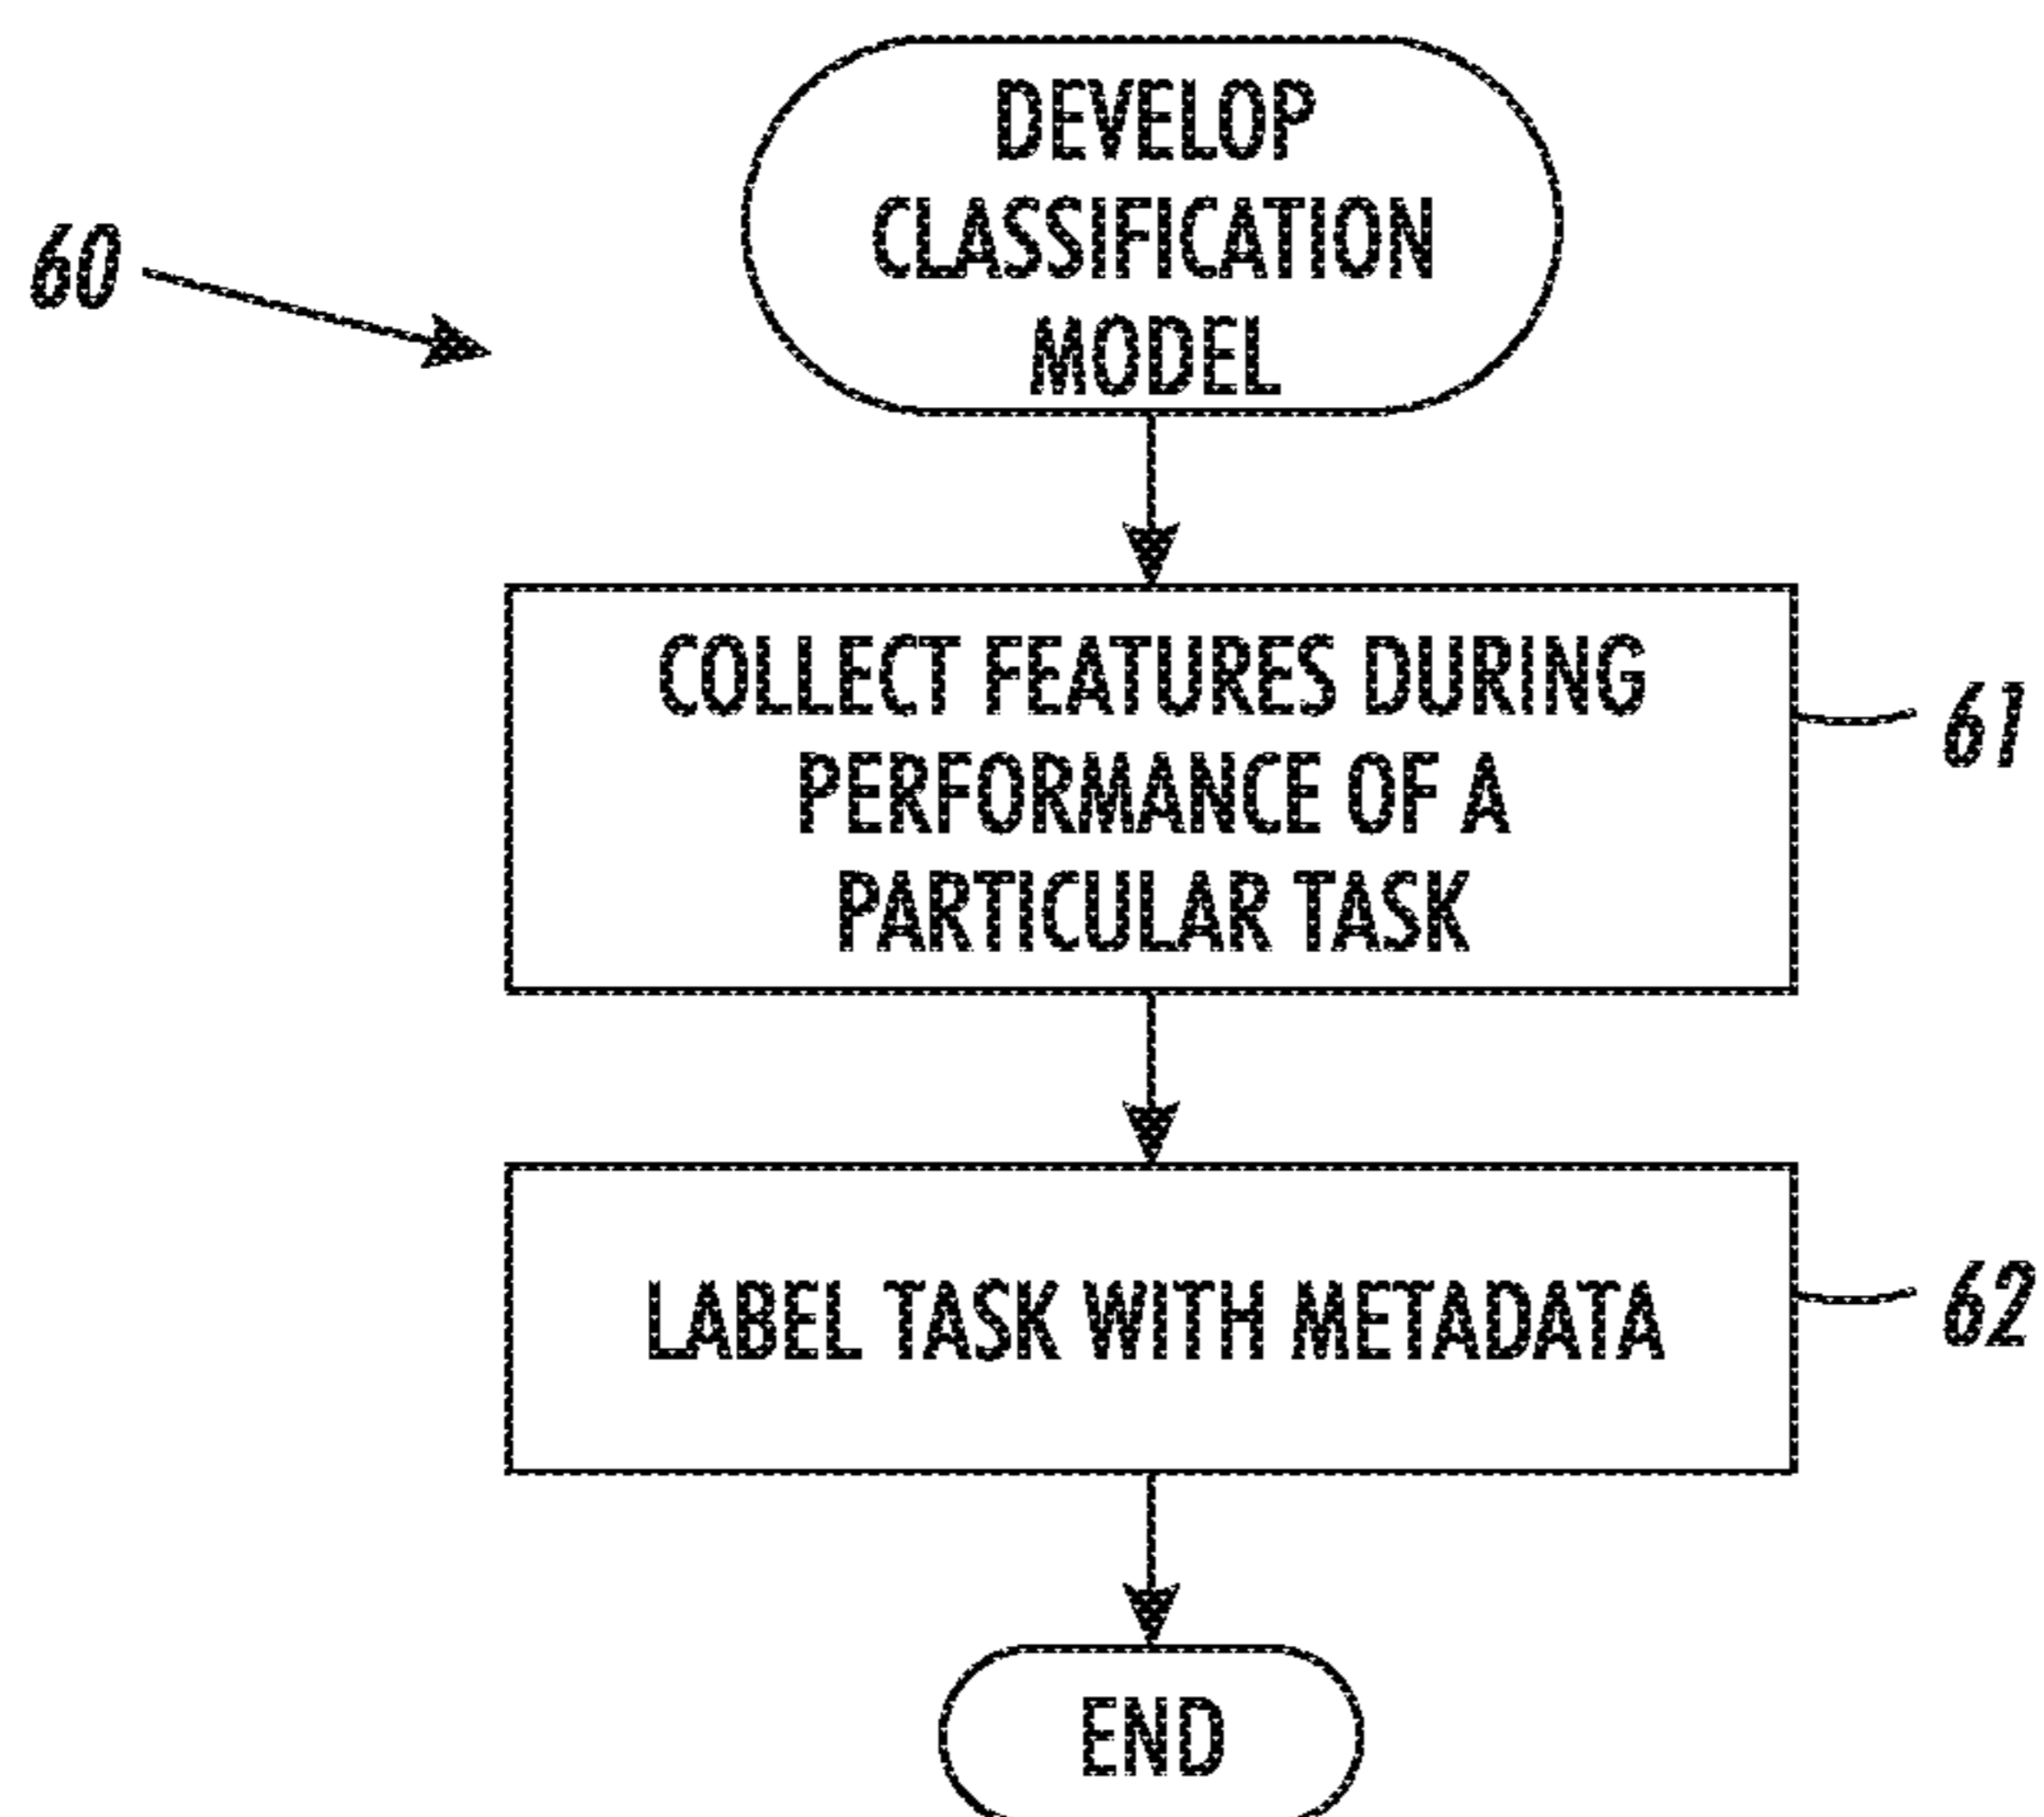 DEVELOP
CLASSIFICATION
MODEL
60
COLLECT FEATURES DURING
PERFORMANCE OF A
PARTICULAR TASK
61
LABEL TASK WITH METADATA
62
END